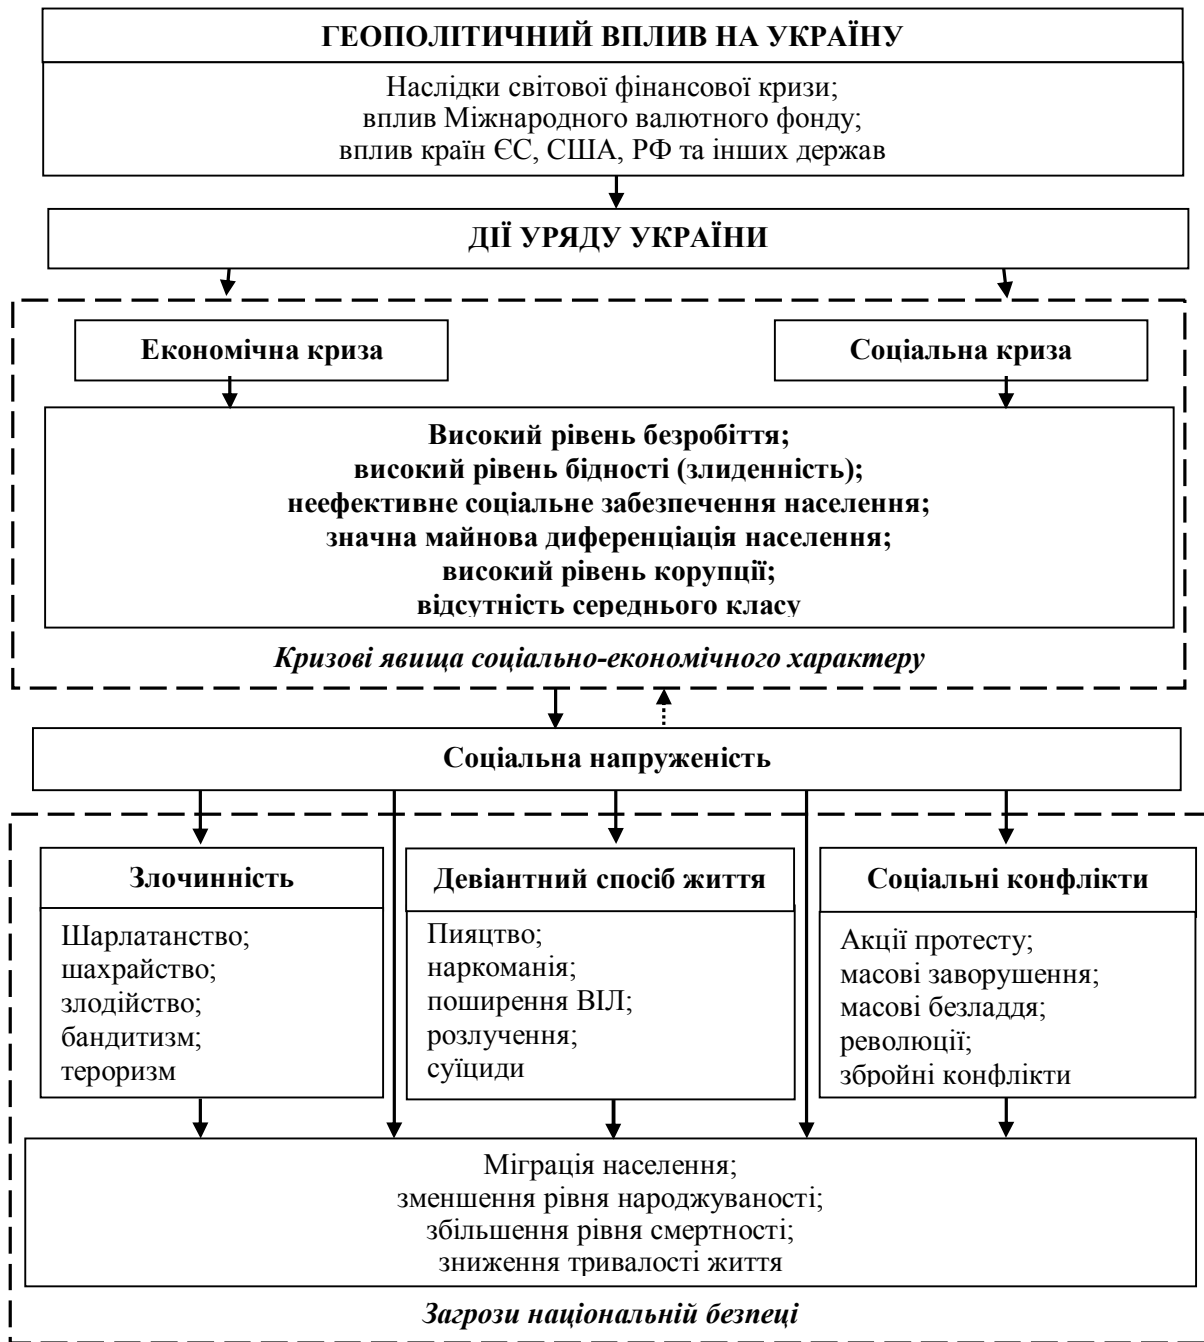 ГЕОПОЛІТИЧНИЙ ВПЛИВ НА УКРАЇНУ
Наслідки світової фінансової кризи;
вплив Міжнародного валютного фонду;
вплив країн ЄС, США, РФ та інших держав
ДІЇ УРЯДУ УКРАЇНИ
Економічна криза
Соціальна криза
Високий рівень безробіття;
високий рівень бідності (злиденність);
неефективне соціальне забезпечення населення;
значна майнова диференціація населення;
високий рівень корупції;
відсутність середнього класу
Кризові явища соціально-економічного характеру
Соціальна напруженість
Злочинність
Шарлатанство;
шахрайство;
злодійство;
бандитизм;
тероризм
Девіантний спосіб життя
Пияцтво;
наркоманія;
поширення ВІЛ;
розлучення;
суїциди
Соціальні конфлікти
Акції протесту;
масові заворушення;
масові безладдя;
революції;
збройні конфлікти
Міграція населення;
зменшення рівня народжуваності;
збільшення рівня смертності;
зниження тривалості життя
Загрози національній безпеці